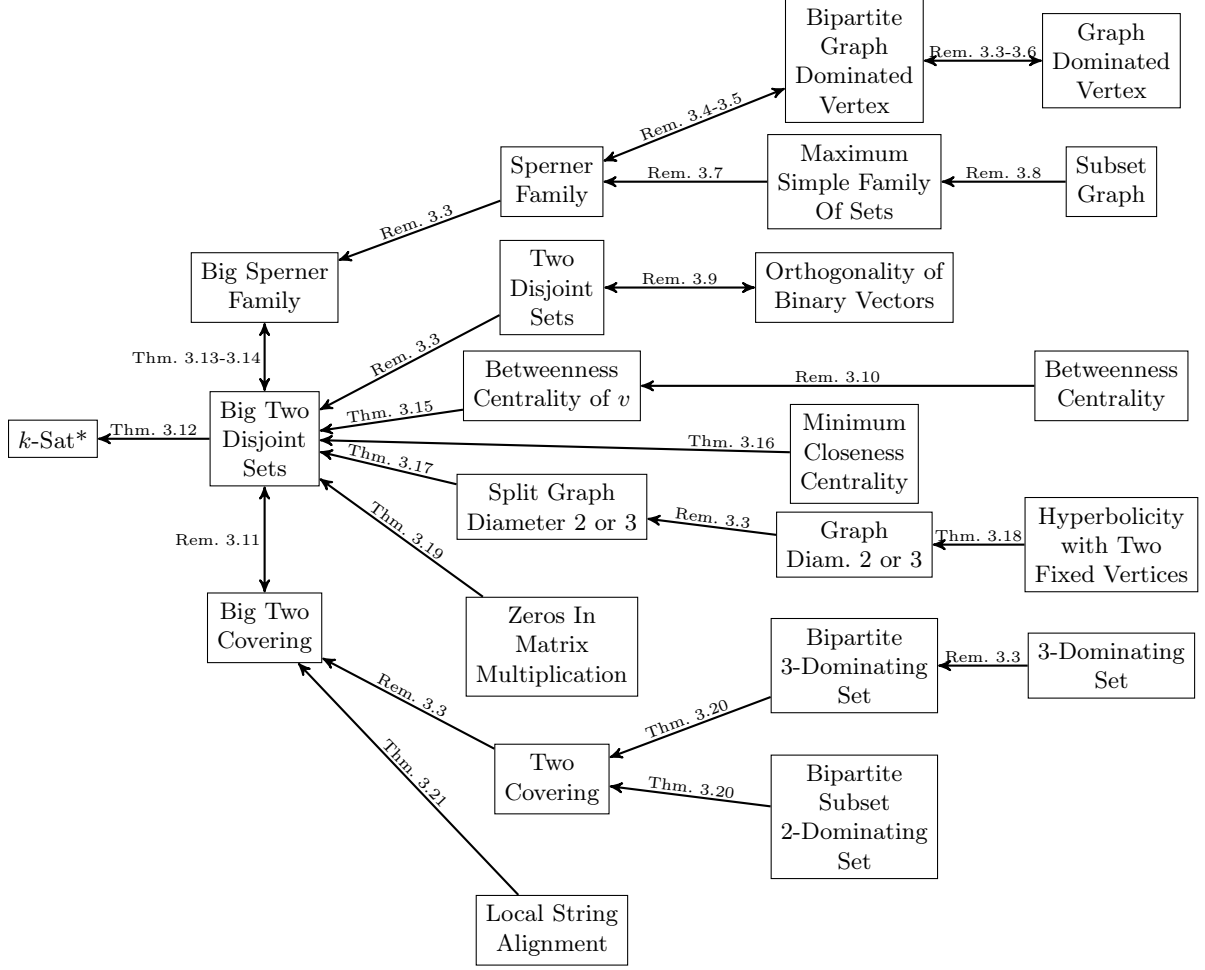 Bipartite
Graph
Dominated
Vertex
Rem. 3.3-3.6
Graph
Dominated
Vertex
Rem. 3.4-3.5
Sperner
Family
Rem. 3.7
Maximum
Simple Family
Of Sets
Rem. 3.8
Subset
Graph
Rem. 3.3
Big Sperner
Family
Two
Disjoint
Sets
Rem. 3.9
Orthogonality of
Binary Vectors
Thm. 3.13-3.14
Rem. 3.3
Betweenness
Centrality of v
Rem. 3.10
Betweenness
Centrality
k-Sat*
Thm. 3.12
Big Two
Disjoint
Sets
Thm. 3.15
Thm. 3.16
Minimum
Closeness
Centrality
Thm. 3.17
Split Graph
Diameter 2 or 3
Rem. 3.3
Graph
Diam. 2 or 3
Thm. 3.18
Hyperbolicity
with Two
Fixed Vertices
Thm. 3.19
Rem. 3.11
Zeros In
Matrix
Multiplication
Big Two
Covering
Bipartite
3-Dominating
Set
Rem. 3.3
3-Dominating
Set
Rem. 3.3
Thm. 3.20
Two
Covering
Thm. 3.20
Bipartite
Subset
2-Dominating
Set
Thm. 3.21
Local String
Alignment